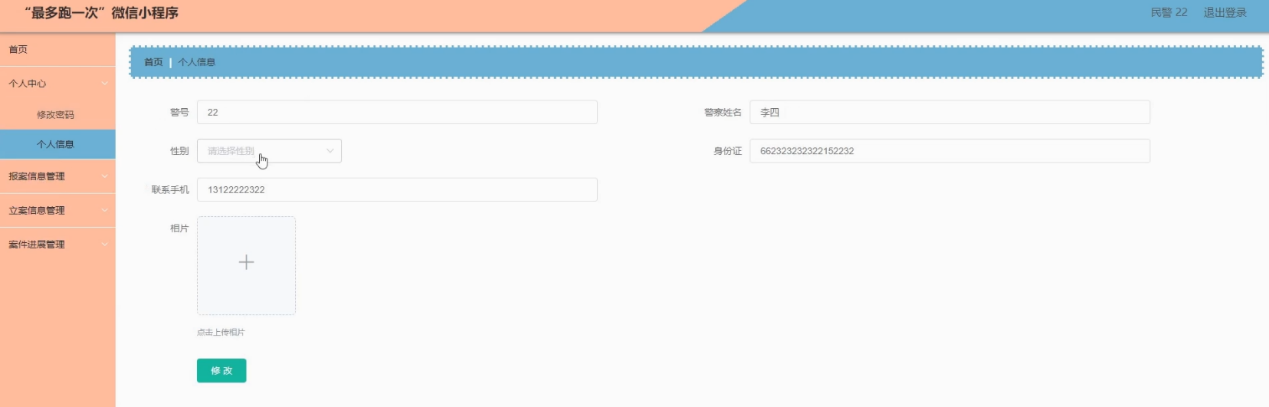 “最多跑一次”微信小程序
民警 22 退出登录
首页
个人中心
修改密码
个人信息
报案信息管理
立案信息管理
案件进展管理
首页 | 个人信息
警号 22
警察姓名 李四
性别 请选择性别
身份证 662323232322152232
联系手机 13122222322
相片
点击上传相片
修改